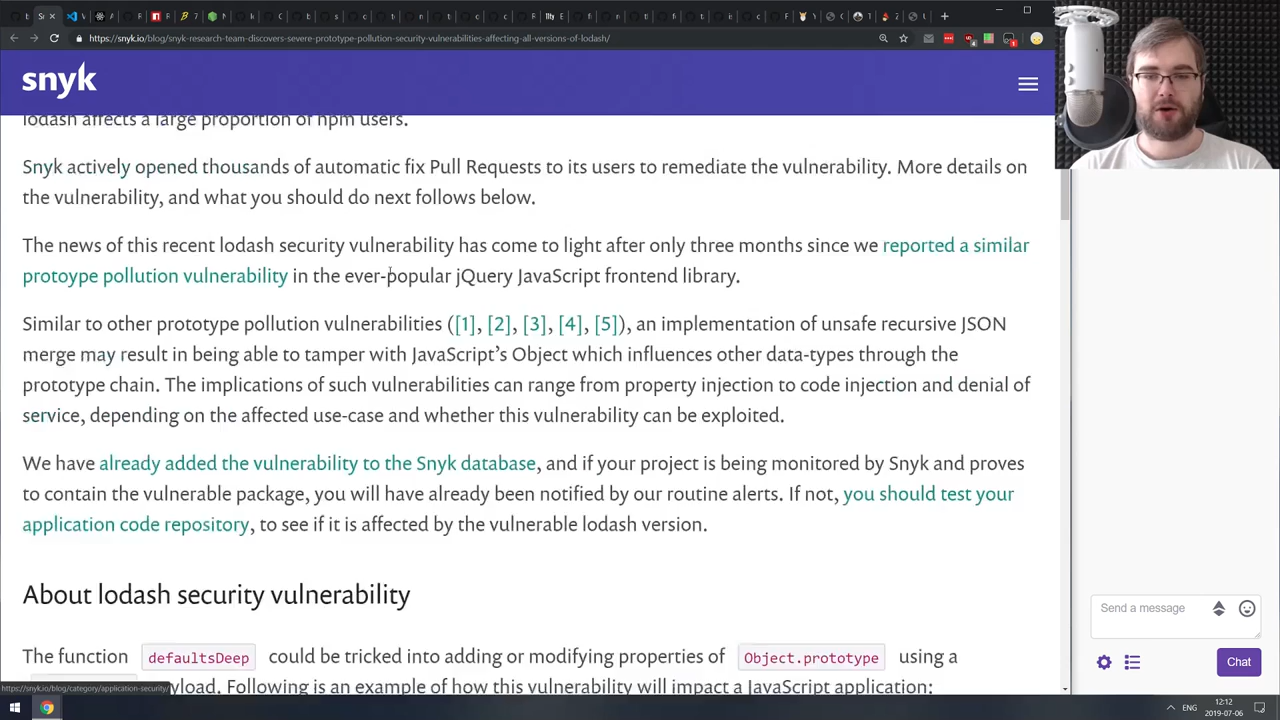 https://snyk.io/blog/snyk-research-team-discovers-severe-prototype-pollution-security-vulnerabilities-affecting-all-versions-of-lodash/
snyk
lodash affects a large proportion of npm users.
Snyk actively opened thousands of automatic fix Pull Requests to its users to remediate the vulnerability. More details on
the vulnerability, and what you should do next follows below.
The news of this recent lodash security vulnerability has come to light after only three months since we reported a similar
protoype pollution vulnerability in the ever-popular jQuery JavaScript frontend library.
Similar to other prototype pollution vulnerabilities ([1], [2], [3], [4], [5]), an implementation of unsafe recursive JSON
merge may result in being able to tamper with JavaScript's Object which influences other data-types through the
prototype chain. The implications of such vulnerabilities can range from property injection to code injection and denial of
service, depending on the affected use-case and whether this vulnerability can be exploited.
We have already added the vulnerability to the Snyk database, and if your project is being monitored by Snyk and proves
to contain the vulnerable package, you will have already been notified by our routine alerts. If not, you should test your
application code repository, to see if it is affected by the vulnerable lodash version.
About lodash security vulnerability
The function defaultsDeep could be tricked into adding or modifying properties of Object.prototype using a
payload. Following is an example of how this vulnerability will impact a JavaScript application:
https://snyk.io/blog/category/application-security/
Send a message
Chat
ENG
12:12
2019-07-06